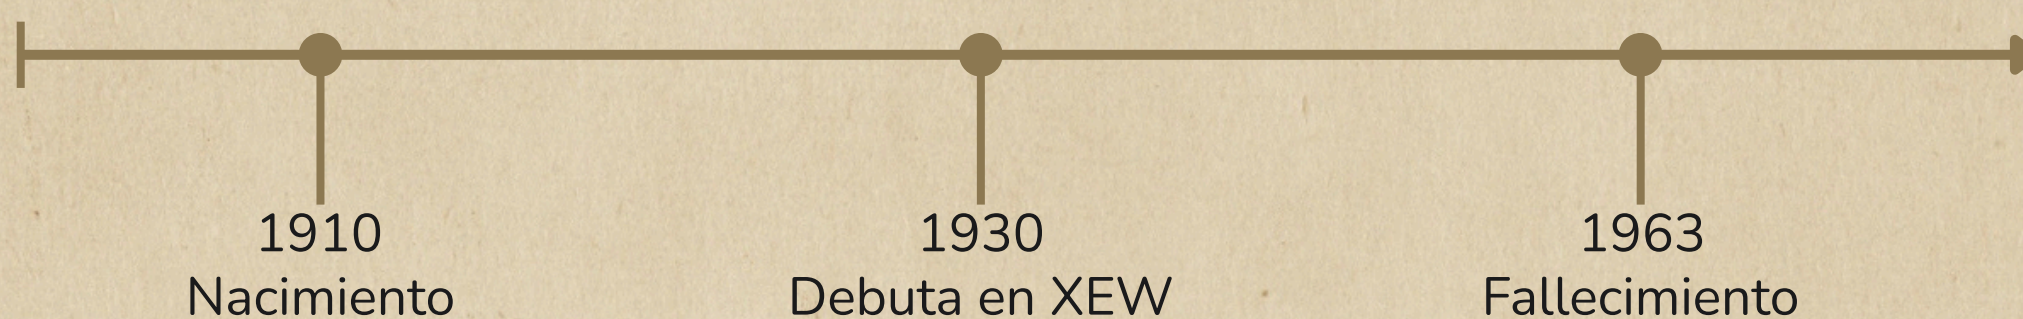 1910
Nacimiento
1930
Debuta en XEW
1963
Fallecimiento